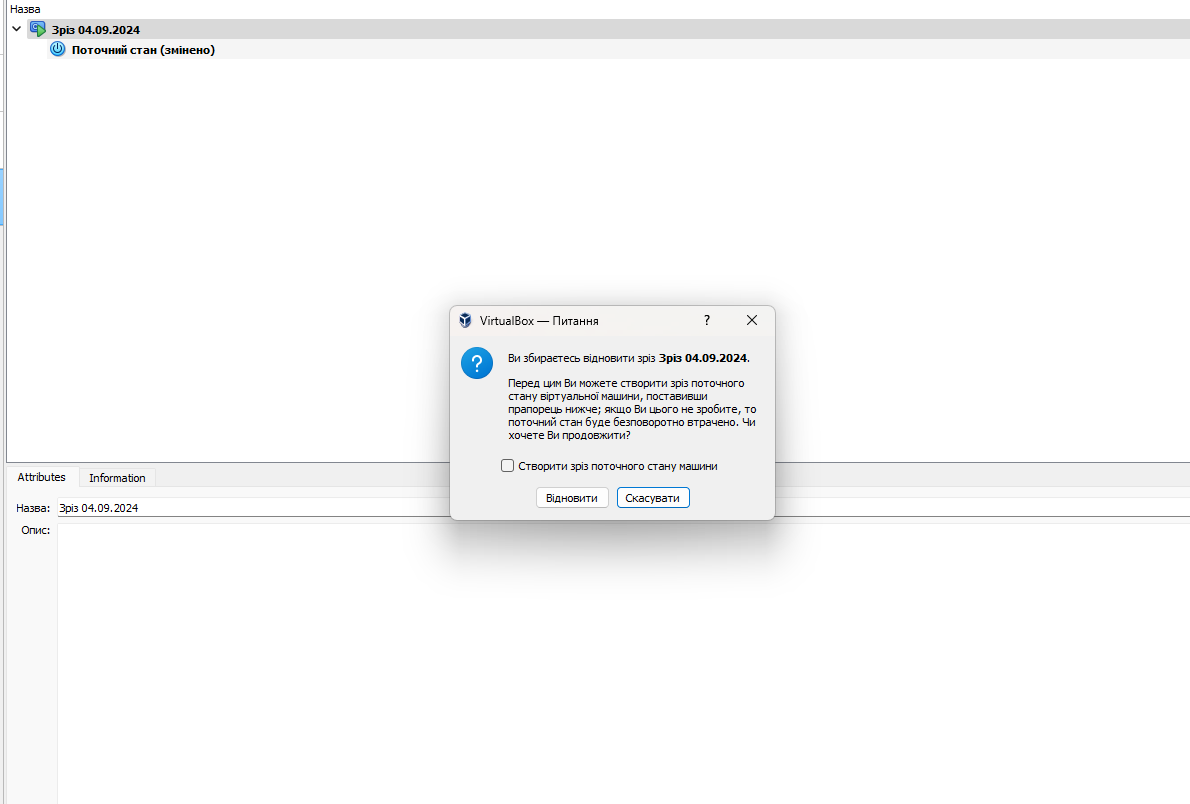 Назва
Зріз 04.09.2024
Поточний стан (змінено)
VirtualBox — Питання
?
?
Ви збираєтесь відновити зріз Зріз 04.09.2024.
Перед цим Ви можете створити зріз поточного
стану віртуальної машини, поставивши
прапорець нижче; якщо Ви цього не зробите, то
поточний стан буде безповоротно втрачено. Чи
хочете Ви продовжити?
Створити зріз поточного стану машини
Відновити Скасувати
Attributes Information
Назва: Зріз 04.09.2024
Опис: